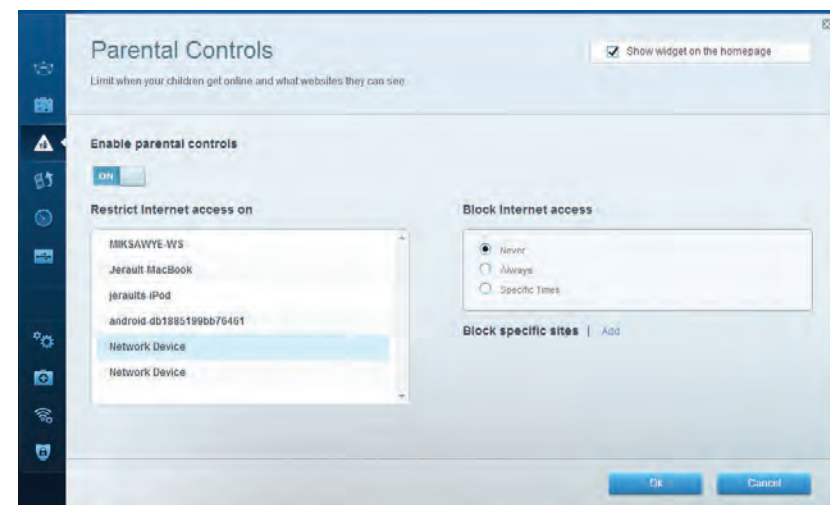 Parental Controls
Show widget on the homepage
Limit when your children get online and what websites they can see
Enable parental controls
ON
Restrict Internet access on
MIKSAWYE-WS
Jerault MacBook
jeraults-iPod
android-db1885199bb76461
Network Device
Network Device
Block Internet access
Never
Always
Specific Times
Block specific sites | Add
Ok
Cancel